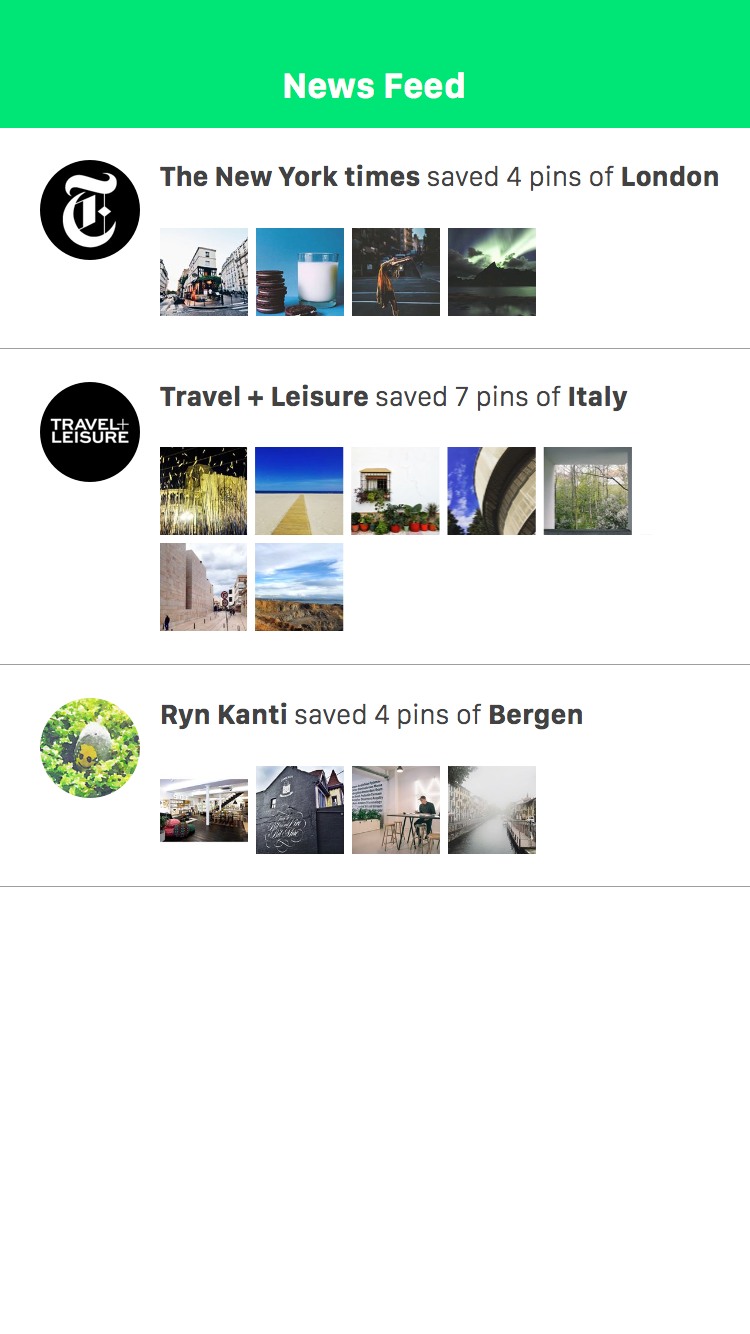 News Feed
The New York times saved 4 pins of London
TRAVEL+
LEISURE
Travel + Leisure saved 7 pins of Italy
Ryn Kanti saved 4 pins of Bergen